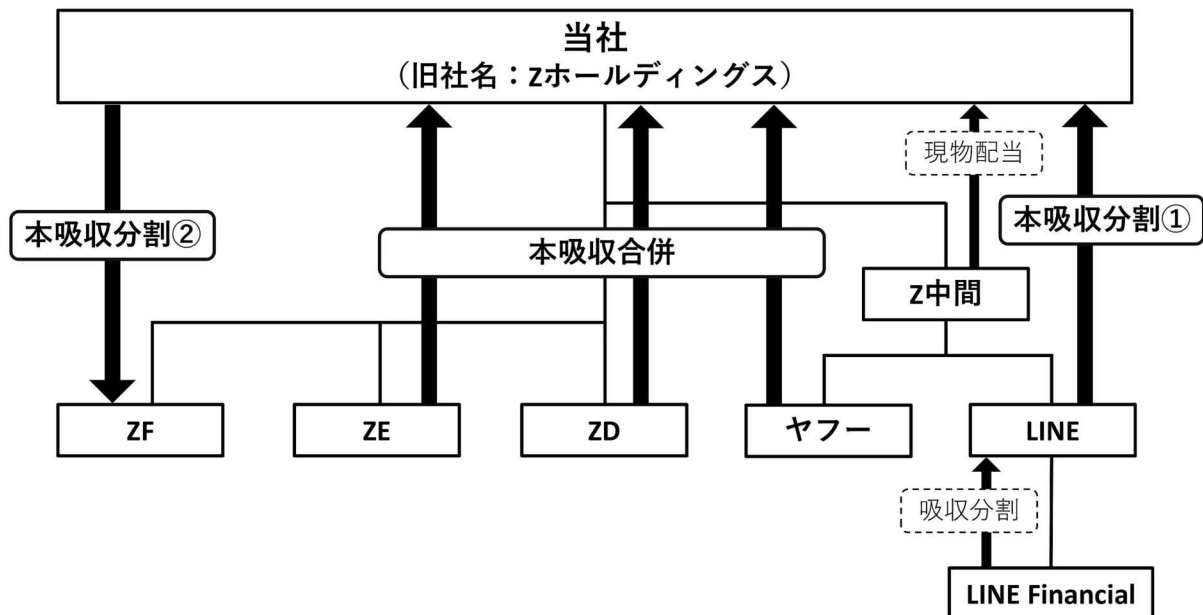 当社
（旧社名：Zホールディングス）
現物配当
本吸収分割②
本吸収合併
本吸収分割①
Z中間
ZF
ZE
ZD
ヤフー
LINE
吸収分割
LINE Financial